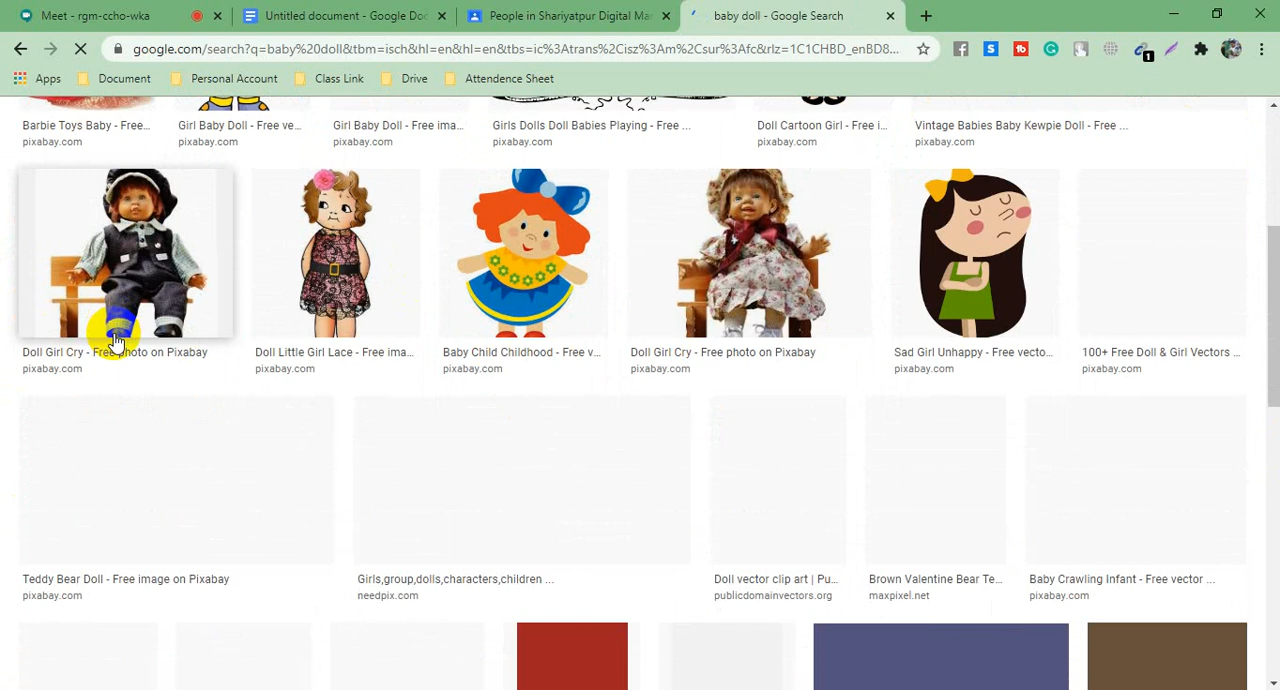 Meet - rgm-ccho-wka
Untitled document - Google Doc
People in Shariyatpur Digital Mar
baby doll - Google Search
google.com/search?q=baby%20doll&tbm=isch&hl=en&hl=en&tbs=ic%3Atrans%2Cisz%3Am%2Csur%3Afc&rlz=1C1CHBD_enBD8...
1
Apps
Document
Personal Account
Class Link
Drive
Attendence Sheet
Barbie Toys Baby - Free...
pixabay.com
Girl Baby Doll - Free ve...
pixabay.com
Girl Baby Doll - Free ima...
pixabay.com
Girls Dolls Doll Babies Playing - Free ...
pixabay.com
Doll Cartoon Girl - Free i...
pixabay.com
Vintage Babies Baby Kewpie Doll - Free ...
pixabay.com
Doll Girl Cry - Free photo on Pixabay
pixabay.com
Doll Little Girl Lace - Free ima...
pixabay.com
Baby Child Childhood - Free v...
pixabay.com
Doll Girl Cry - Free photo on Pixabay
pixabay.com
Sad Girl Unhappy - Free vecto...
pixabay.com
100+ Free Doll & Girl Vectors ...
pixabay.com
Teddy Bear Doll - Free image on Pixabay
pixabay.com
Girls,group,dolls,characters,children ...
needpix.com
Doll vector clip art | Pu...
publicdomainvectors.org
Brown Valentine Bear Te...
maxpixel.net
Baby Crawling Infant - Free vector ...
pixabay.com